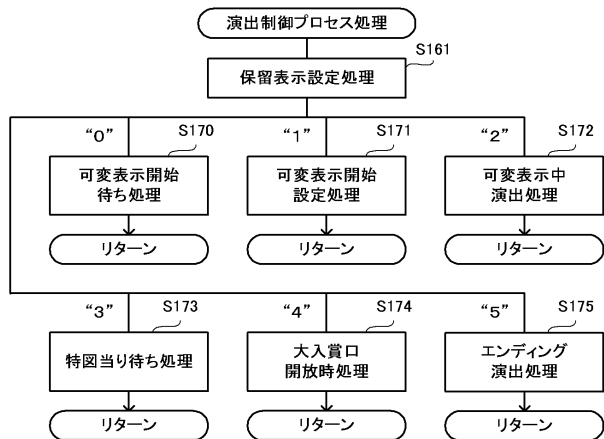 演出制御プロセス処理
S161
保留表示設定処理
“0”
S170
“1”
S171
“2”
S172
可変表示開始
待ち処理
可変表示開始
設定処理
可変表示中
演出処理
リターン
リターン
リターン
“3”
S173
“4”
S174
“5”
S175
特図当り待ち処理
大入賞口
開放時処理
エンディング
演出処理
リターン
リターン
リターン